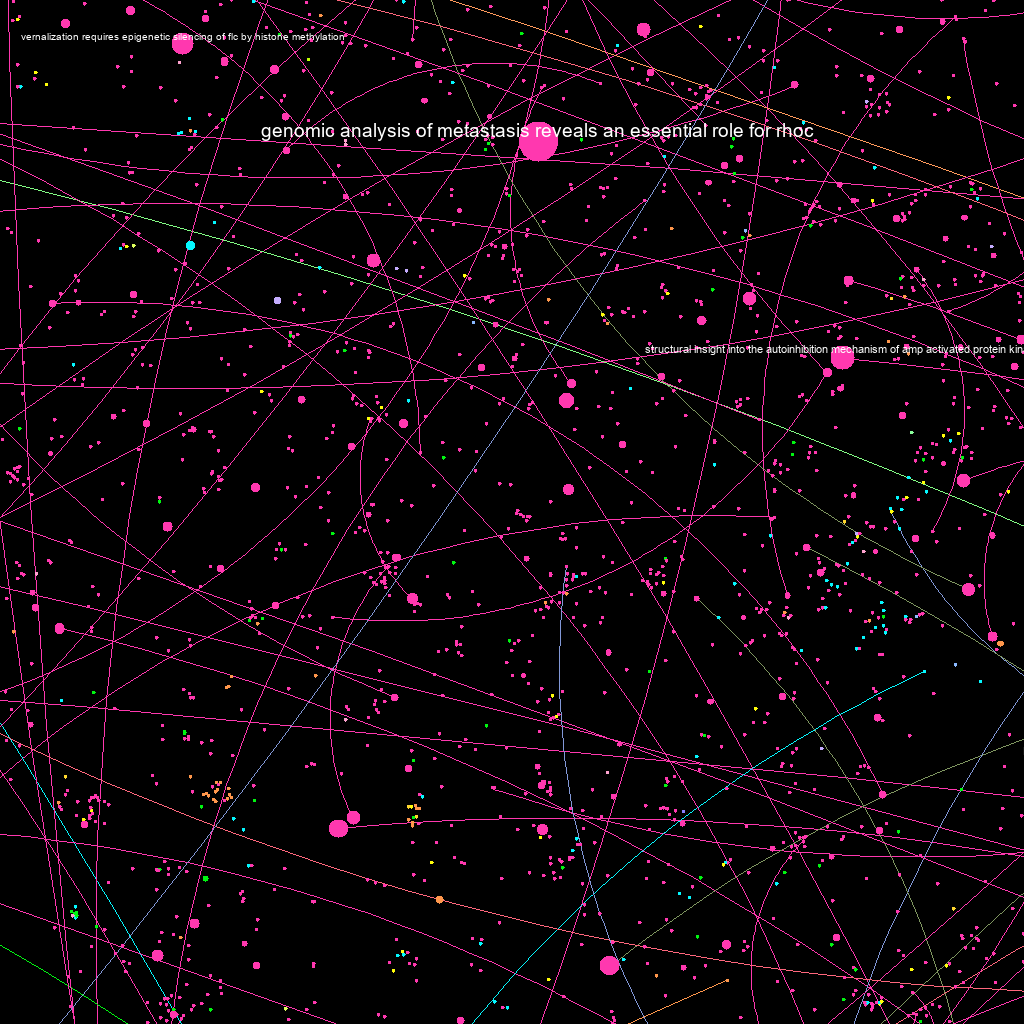 vernalization requires epigenetic silencing of flc by histone methylation
genomic analysis of metastasis reveals an essential role for rhoc
structural insight into the autoinhibition mechanism of amp activated protein kin